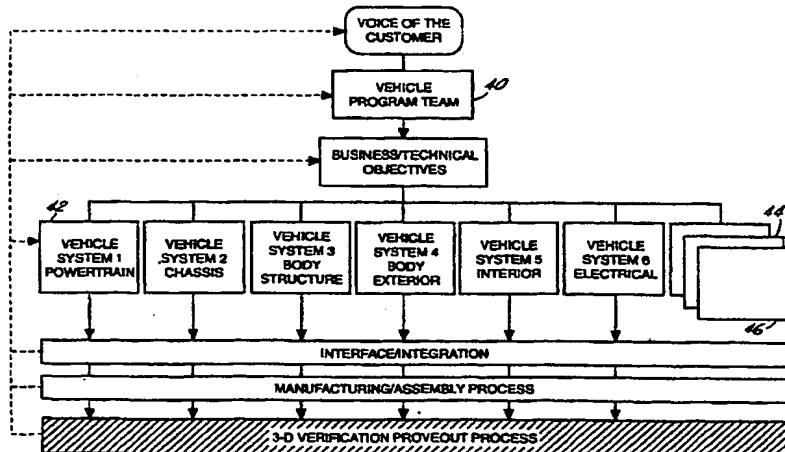 VOICE OF THE
CUSTOMER
VEHICLE
PROGRAM TEAM
40
BUSINESS/TECHNICAL
OBJECTIVES
42
VEHICLE
SYSTEM 1
POWERTRAIN
VEHICLE
SYSTEM 2
CHASSIS
VEHICLE
SYSTEM 3
BODY
STRUCTURE
VEHICLE
SYSTEM 4
BODY
EXTERIOR
VEHICLE
SYSTEM 5
INTERIOR
VEHICLE
SYSTEM 6
ELECTRICAL
44
46
INTERFACE/INTEGRATION
MANUFACTURING/ASSEMBLY PROCESS
3-D VERIFICATION PROVEOUT PROCESS